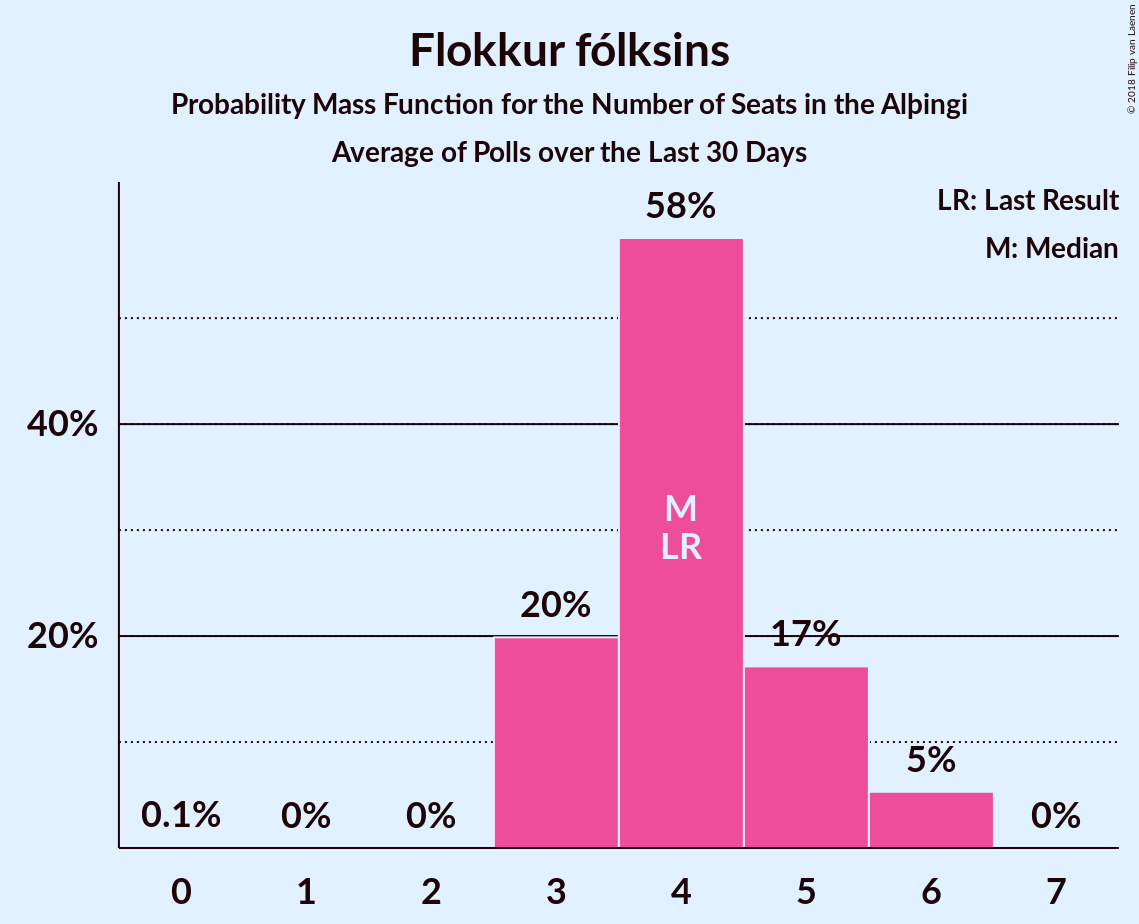 Flokkur fólksins
Probability Mass Function for the Number of Seats in the Alþingi
Average of Polls over the Last 30 Days
© 2018 Filip van Laenen
LR: Last Result
M: Median
58%
40%
M
LR
20%
20%
17%
5%
0.1%
0%
0%
0%
0
1
2
3
4
5
6
7